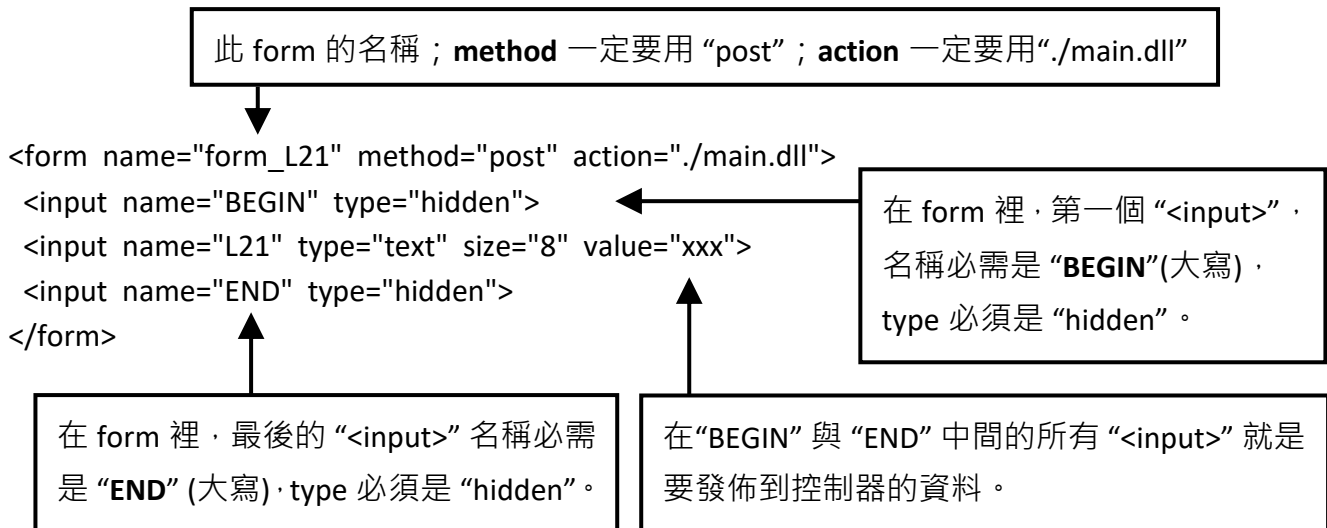 此 form 的名稱；method 一定要用 “post”；action 一定要用“./main.dll”
<form name="form_L21" method="post" action="./main.dll">
<input name="BEGIN" type="hidden">
<input name="L21" type="text" size="8" value="xxx">
<input name="END" type="hidden">
</form>
在 form 裡，第一個 “<input>”，
名稱必需是 “BEGIN”(大寫)，
type 必須是 “hidden”。
在 form 裡，最後的 “<input>” 名稱必需
是 “END” (大寫)，type 必須是 “hidden”。
在“BEGIN” 與 “END” 中間的所有 “<input>” 就是
要發佈到控制器的資料。